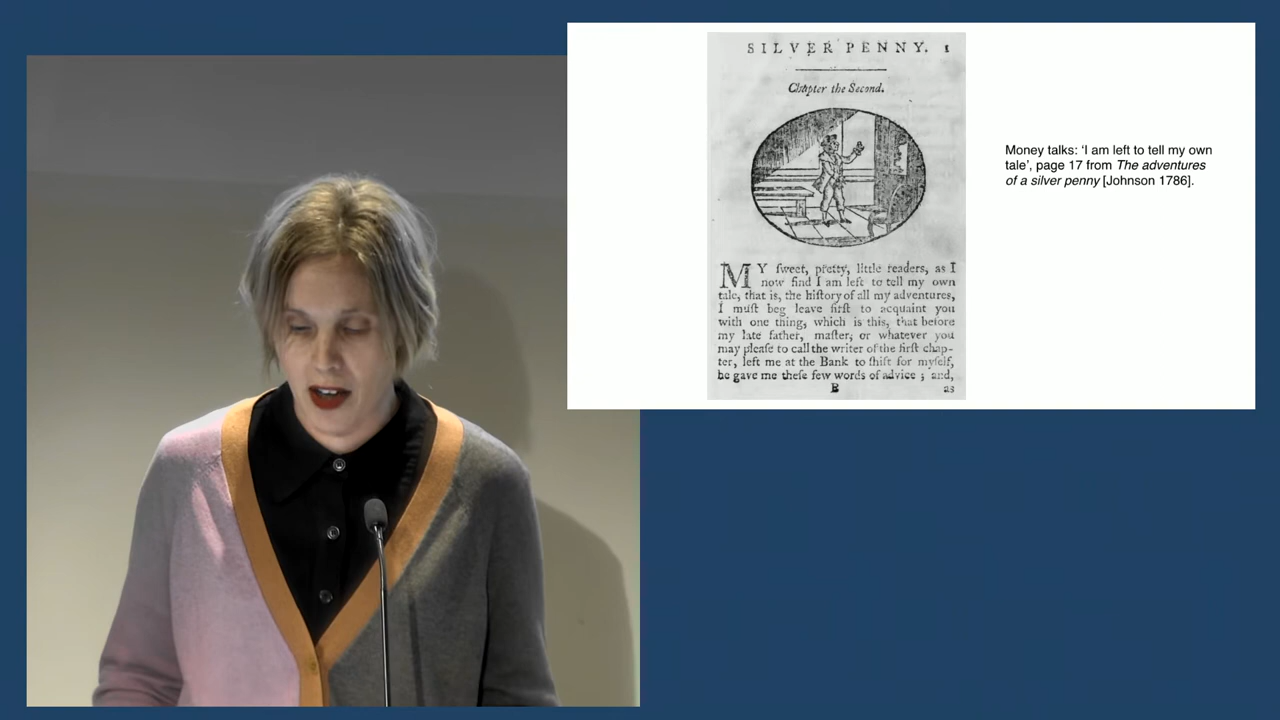 SILVER PENNY. 1
Chapter the Second.
MY sweet, pretty, little readers, as I
now find I am left to tell my own
tale, that is, the history of all my adventures,
I must beg leave first to acquaint you
with one thing, which is this, that before
my late father, master, or whatever you
may please to call the writer of the first chap-
ter, left me at the Bank to shift for myself,
he gave me these few words of advice ; and,
B as
Money talks: ‘I am left to tell my own
tale’, page 17 from The adventures
of a silver penny [Johnson 1786].